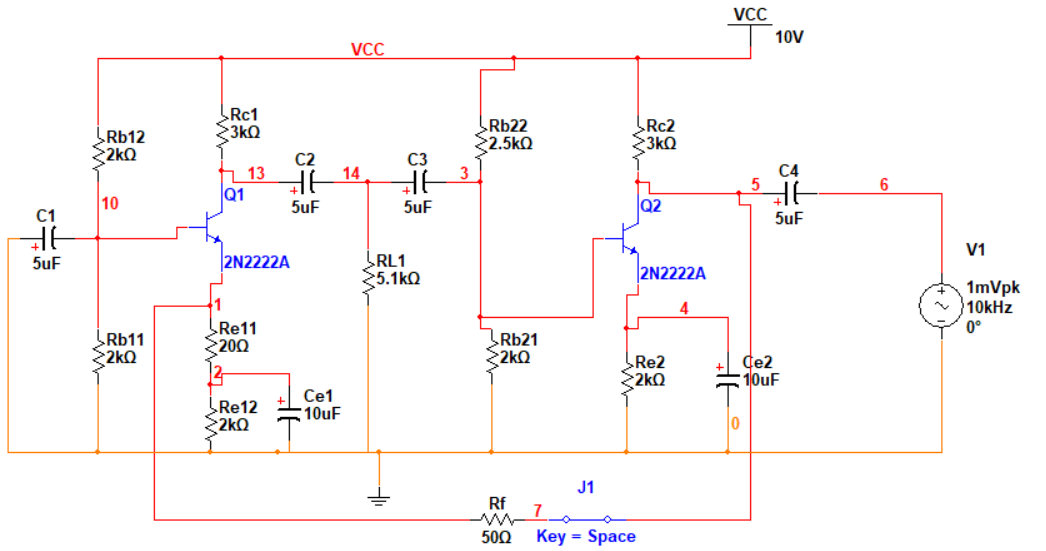 VCC
10V
VCC
Rb12
2kΩ
Rc1
3kΩ
Rb22
2.5kΩ
Rc2
3kΩ
13
C2
+
5uF
14
C3
+
5uF
3
5
C4
+
5uF
6
10
Q1
2N2222A
Q2
2N2222A
C1
+
5uF
V1
1mVpk
10kHz
0°
RL1
5.1kΩ
1
Re11
20Ω
Rb11
2kΩ
2
Re12
2kΩ
+
Ce1
10uF
Rb21
2kΩ
4
Re2
2kΩ
+
Ce2
10uF
0
J1
Rf
50Ω
7
Key = Space